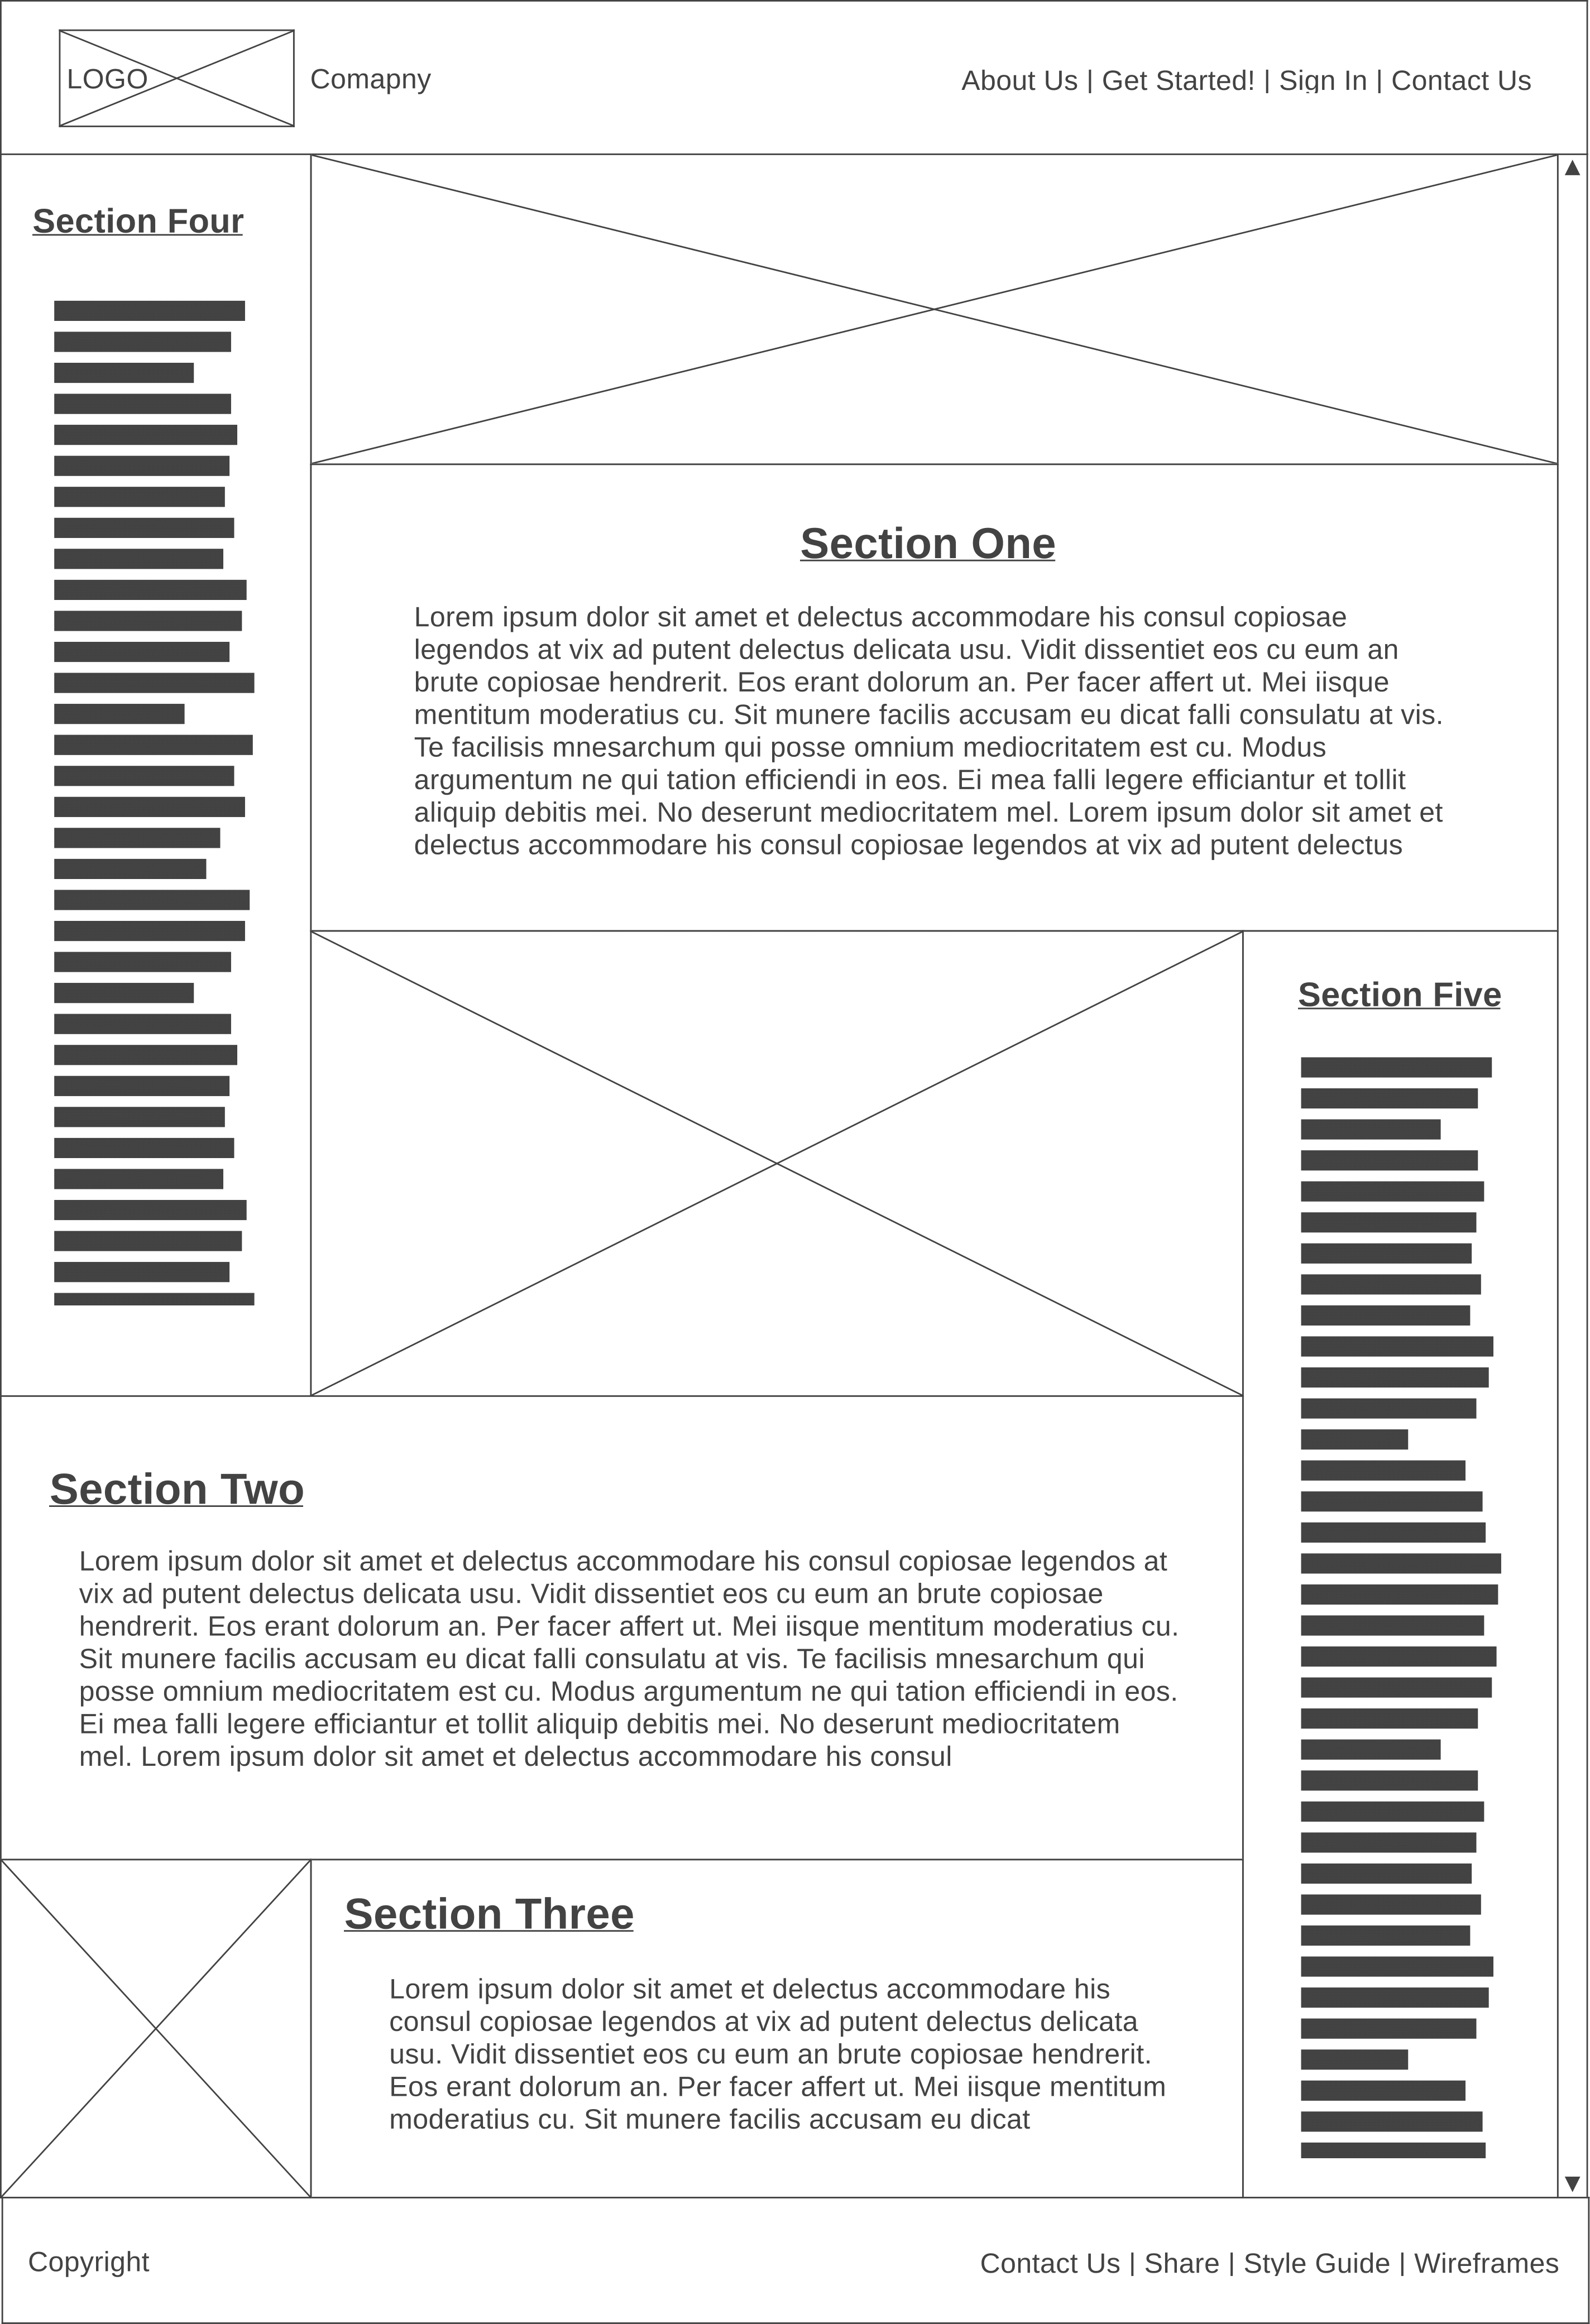 LOGO
Comapny
About Us | Get Started! | Sign In | Contact Us
Section Four
Section One
Lorem ipsum dolor sit amet et delectus accommodare his consul copiosae
legendos at vix ad putent delectus delicata usu. Vidit dissentiet eos cu eum an
brute copiosae hendrerit. Eos erant dolorum an. Per facer affert ut. Mei iisque
mentitum moderatius cu. Sit munere facilis accusam eu dicat falli consulatu at vis.
Te facilisis mnesarchum qui posse omnium mediocritatem est cu. Modus
argumentum ne qui tation efficiendi in eos. Ei mea falli legere efficiantur et tollit
aliquip debitis mei. No deserunt mediocritatem mel. Lorem ipsum dolor sit amet et
delectus accommodare his consul copiosae legendos at vix ad putent delectus
Section Five
Section Two
Lorem ipsum dolor sit amet et delectus accommodare his consul copiosae legendos at
vix ad putent delectus delicata usu. Vidit dissentiet eos cu eum an brute copiosae
hendrerit. Eos erant dolorum an. Per facer affert ut. Mei iisque mentitum moderatius cu.
Sit munere facilis accusam eu dicat falli consulatu at vis. Te facilisis mnesarchum qui
posse omnium mediocritatem est cu. Modus argumentum ne qui tation efficiendi in eos.
Ei mea falli legere efficiantur et tollit aliquip debitis mei. No deserunt mediocritatem
mel. Lorem ipsum dolor sit amet et delectus accommodare his consul
Section Three
Lorem ipsum dolor sit amet et delectus accommodare his
consul copiosae legendos at vix ad putent delectus delicata
usu. Vidit dissentiet eos cu eum an brute copiosae hendrerit.
Eos erant dolorum an. Per facer affert ut. Mei iisque mentitum
moderatius cu. Sit munere facilis accusam eu dicat
Copyright
Contact Us | Share | Style Guide | Wireframes